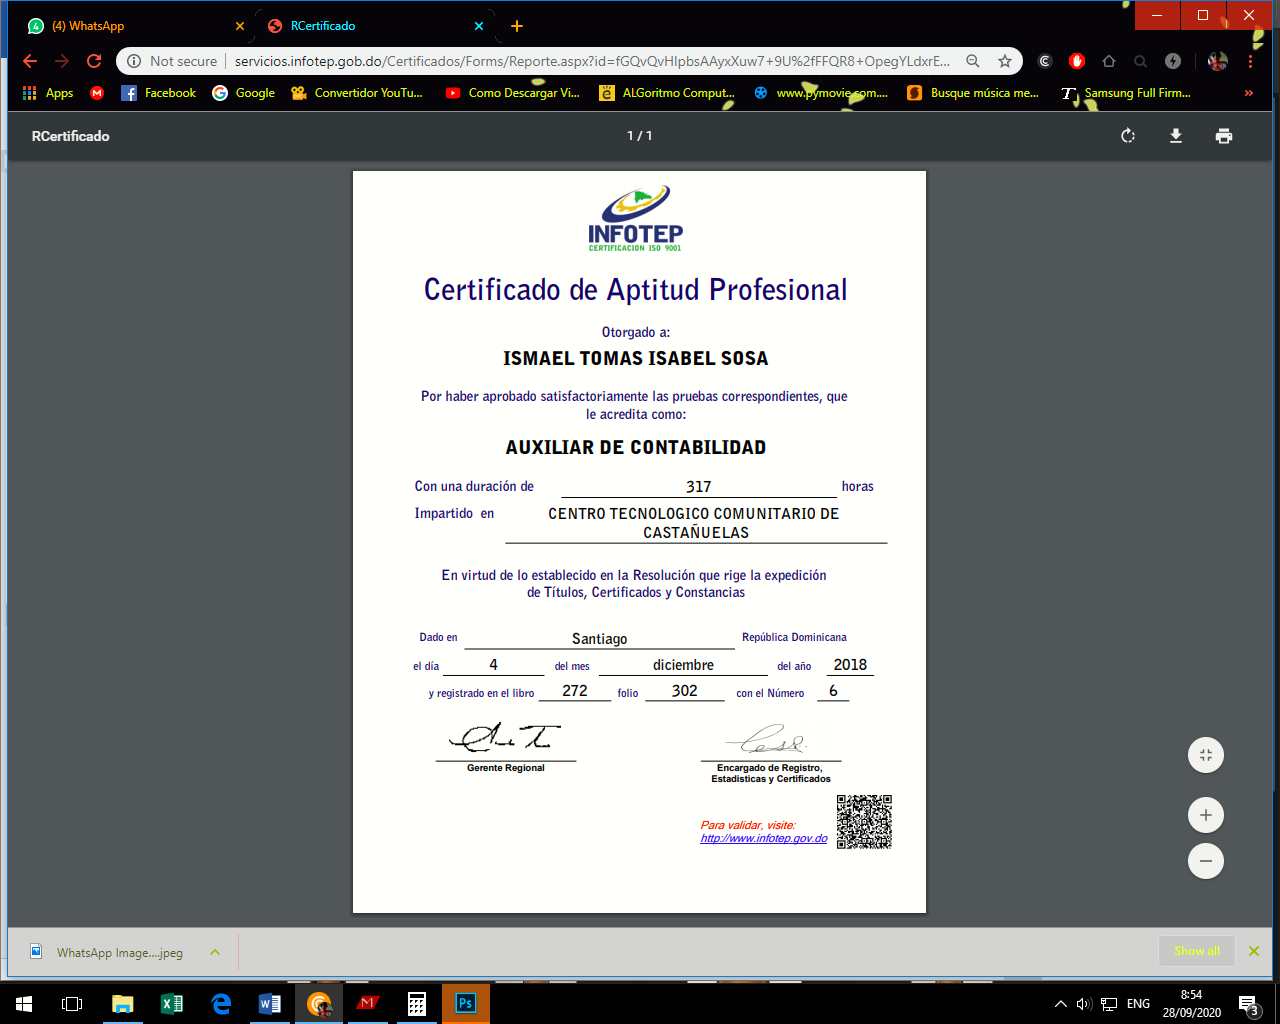 (4) WhatsApp
RCertificado
Not secure
servicios.infotep.gob.do/Certificados/Forms/Reporte.aspx?id=fGQvQvHIpbsAAyxXuw7+9U%2fFFQR8+OpegYLdxrE...
Apps
Facebook
Google
Convertidor YouTu...
Como Descargar Vi...
ALGoritmo Comput...
www.pymovie.com....
Busque música me...
Samsung Full Firm...
RCertificado
1 / 1
INFOTEP
CERTIFICACION ISO 9001
Certificado de Aptitud Profesional
Otorgado a:
ISMAEL TOMAS ISABEL SOSA
Por haber aprobado satisfactoriamente las pruebas correspondientes, que
le acredita como:
AUXILIAR DE CONTABILIDAD
Con una duración de 317 horas
Impartido en CENTRO TECNOLOGICO COMUNITARIO DE
CASTAÑUELAS
En virtud de lo establecido en la Resolución que rige la expedición
de Títulos, Certificados y Constancias
Dado en Santiago República Dominicana
el día 4 del mes diciembre del año 2018
y registrado en el libro 272 folio 302 con el Número 6
Gerente Regional
Encargado de Registro,
Estadisticas y Certificados
Para validar, visite:
http://www.infotep.gov.do
WhatsApp Image....jpeg
Show all
ENG
8:54
28/09/2020
3
Ps